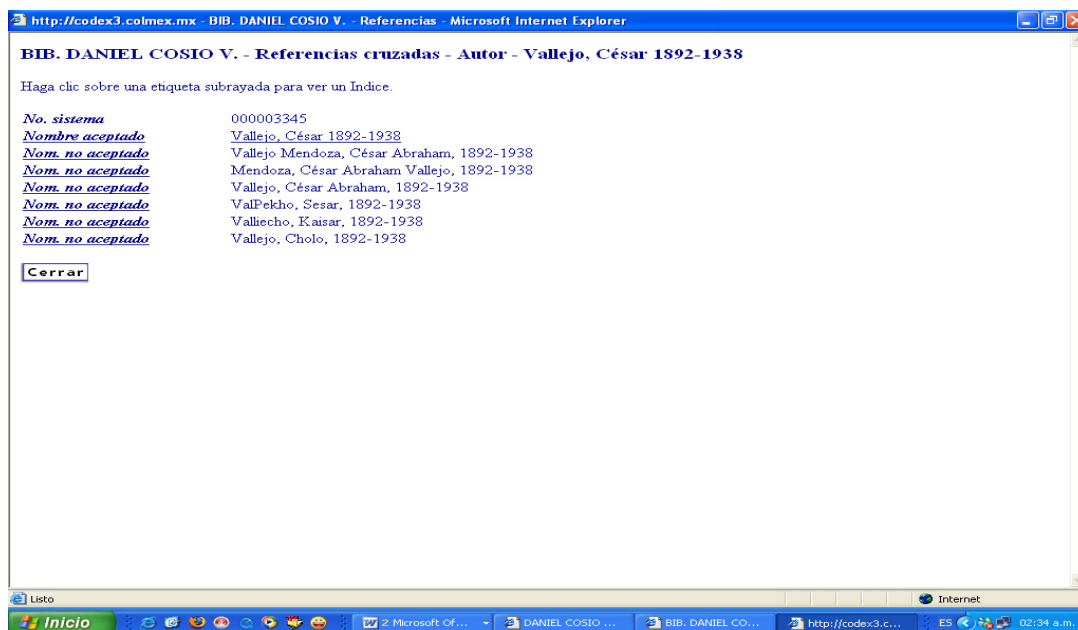 http://codex3.colmex.mx - BIB. DANIEL COSIO V. - Referencias - Microsoft Internet Explorer
BIB. DANIEL COSIO V. - Referencias cruzadas - Autor - Vallejo, César 1892-1938
Haga clic sobre una etiqueta subrayada para ver un Indice.
No. sistema 000003345
Nombre aceptado Vallejo, César 1892-1938
Nom. no aceptado Vallejo Mendoza, César Abraham, 1892-1938
Nom. no aceptado Mendoza, César Abraham Vallejo, 1892-1938
Nom. no aceptado Vallejo, César Abraham, 1892-1938
Nom. no aceptado ValPekho, Sesar, 1892-1938
Nom. no aceptado Valliecho, Kaisar, 1892-1938
Nom. no aceptado Vallejo, Cholo, 1892-1938
Cerrar
Listo Internet
Inicio 2 Microsoft Of... DANIEL COSIO ... BIB. DANIEL CO... http://codex3.c... ES 02:34 a.m.